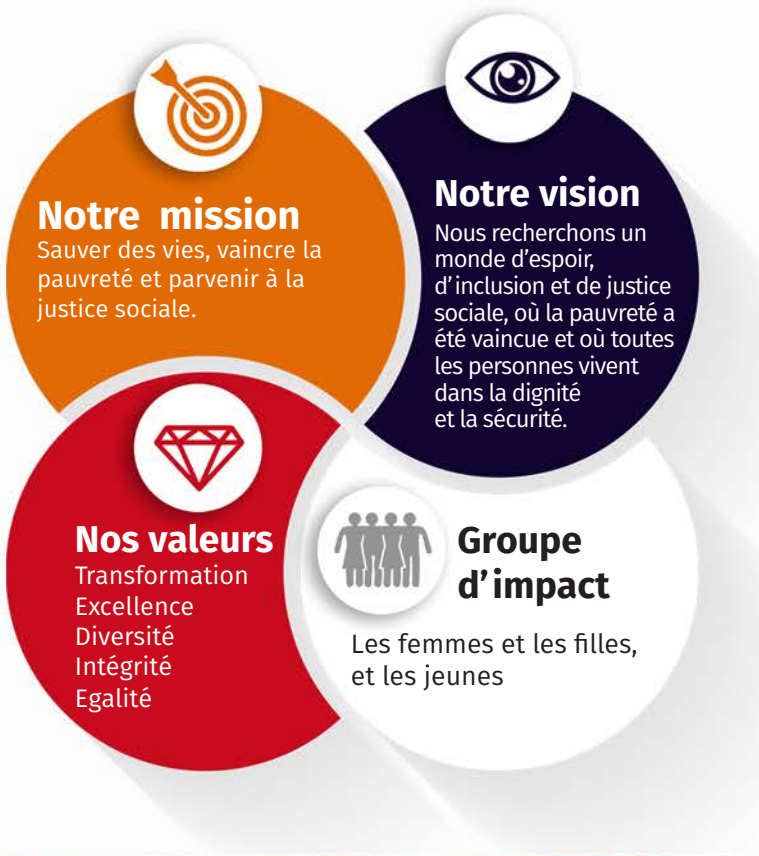 Notre mission
Sauver des vies, vaincre la
pauvreté et parvenir à la
justice sociale.
Notre vision
Nous recherchons un
monde d'espoir,
d'inclusion et de justice
sociale, où la pauvreté a
été vaincue et où toutes
les personnes vivent
dans la dignité
et la sécurité.
Nos valeurs
Transformation
Excellence
Diversité
Intégrité
Egalité
Groupe
d'impact
Les femmes et les filles,
et les jeunes